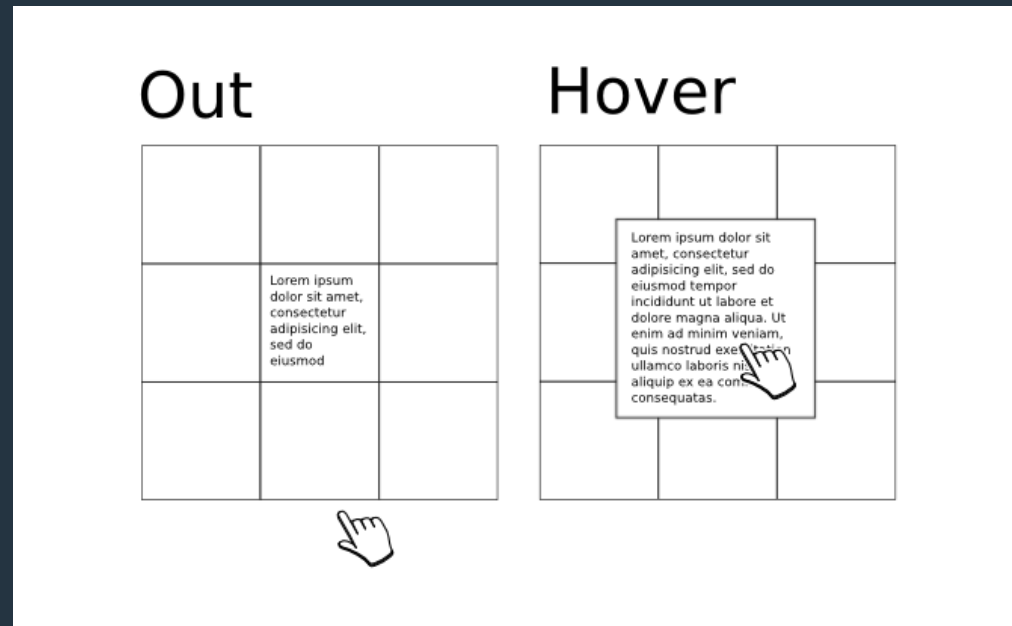 Out
Hover
Lorem ipsum
dolor sit amet,
consectetur
adipisicing elit,
sed do
eiusmod
Lorem ipsum dolor sit
amet, consectetur
adipisicing elit, sed do
eiusmod tempor
incididunt ut labore et
dolore magna aliqua. Ut
enim ad minim veniam,
quis nostrud
ullamco laboris
aliquip ex ea
consequatas.